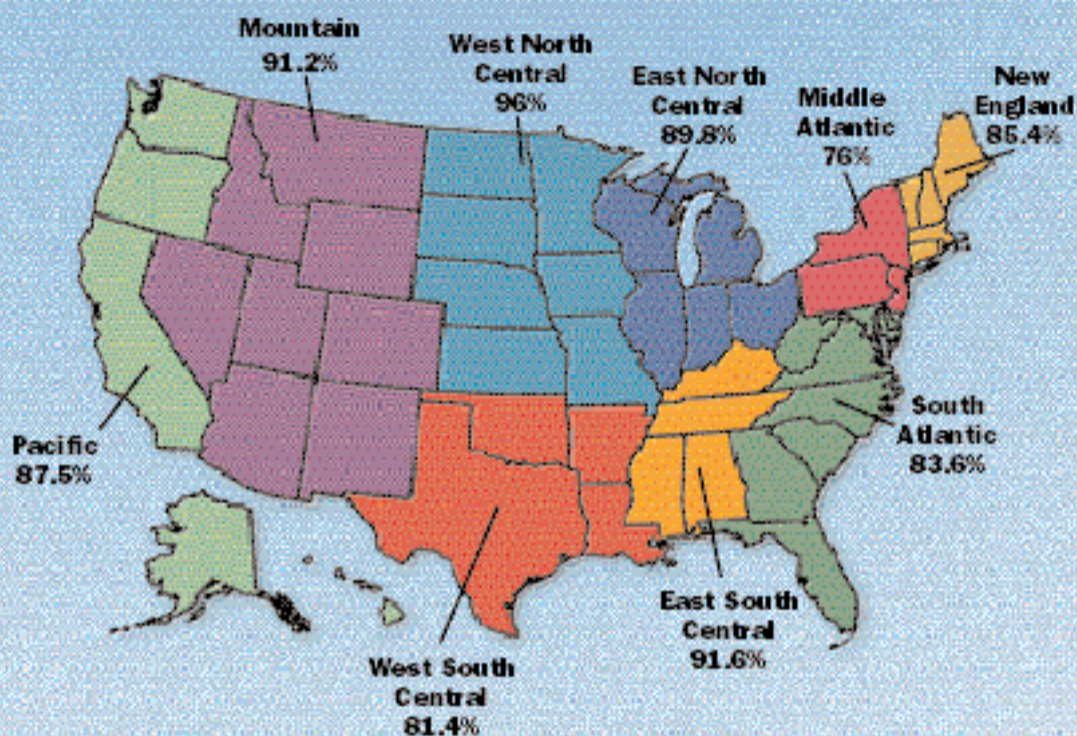 Mountain
91.2%
West North
Central
96%
East North
Central
89.8%
Middle
Atlantic
76%
New
England
85.4%
Pacific
87.5%
South
Atlantic
83.6%
East South
Central
91.6%
West South
Central
81.4%